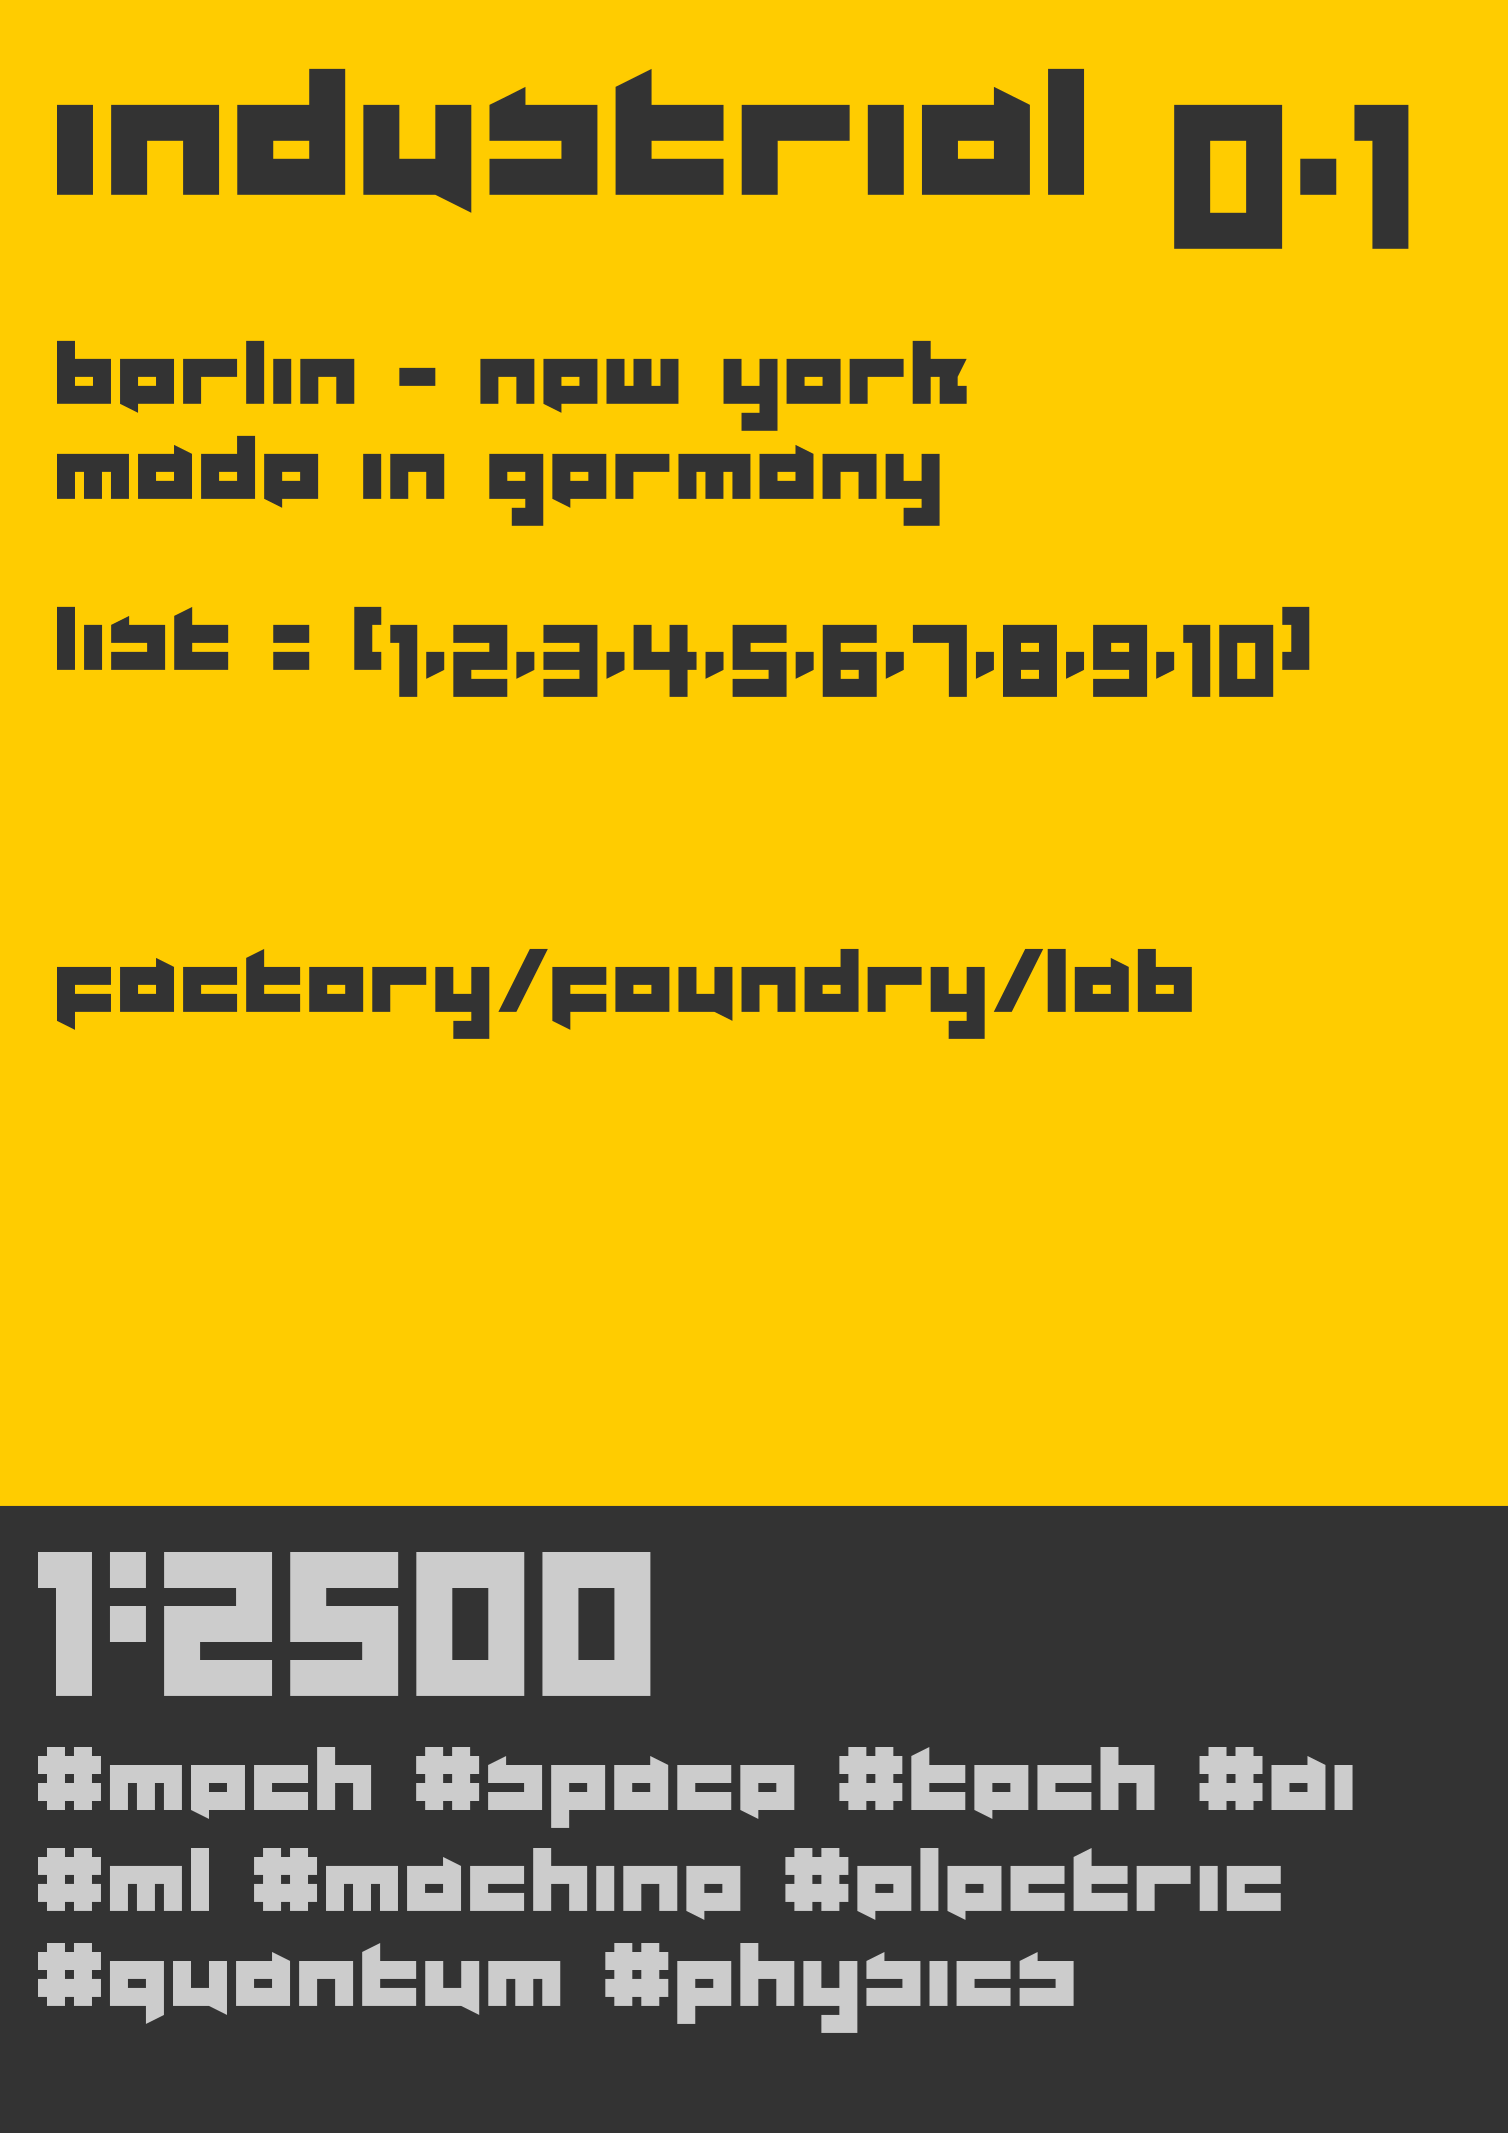 industrial 0.1
berlin - new york
made in germany
list = [1,2,3,4,5,6,7,8,9,10]
factory/foundry/lab
1:2500
#mech #space #tech #ai
#ml #machine #electric
#quantum #physics